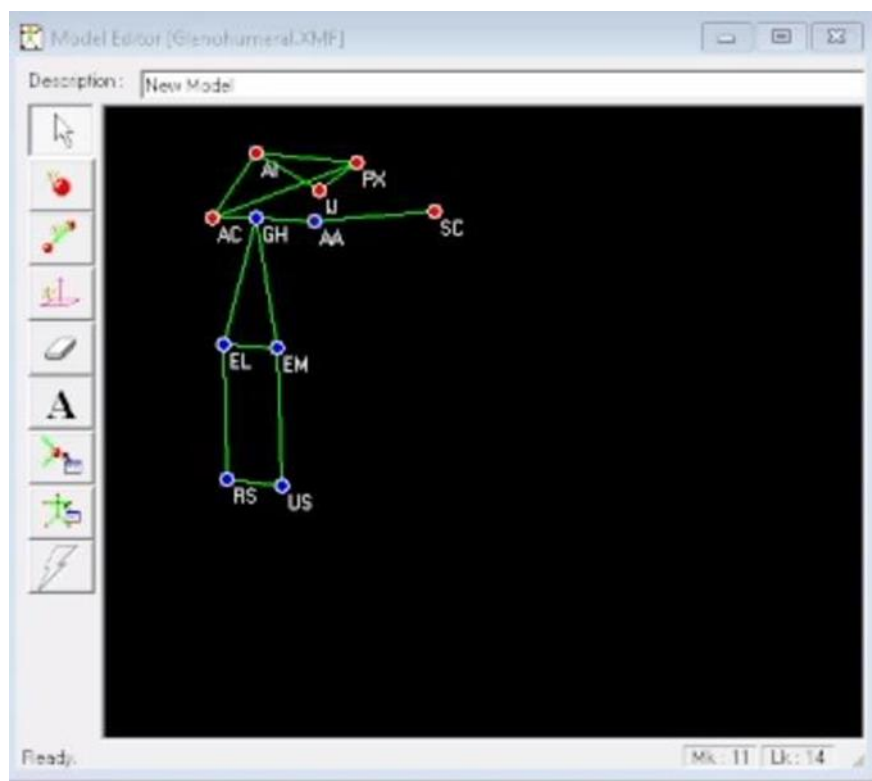 Model Editor [Glenohumeral.XMF]
Description : New Model
AI
PX
IJ
AC GH AA SC
EL EM
RS US
A
Ready. Mk : 11 Lk : 14